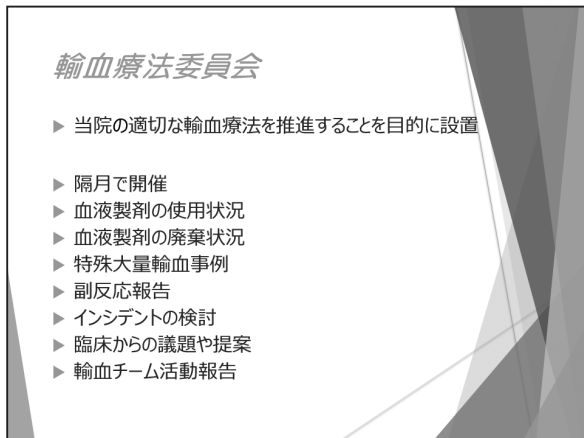 輸血療法委員会
当院の適切な輸血療法を推進することを目的に設置
隔月で開催
血液製剤の使用状況
血液製剤の廃棄状況
特殊大量輸血事例
副反応報告
インシデントの検討
臨床からの議題や提案
輸血チーム活動報告